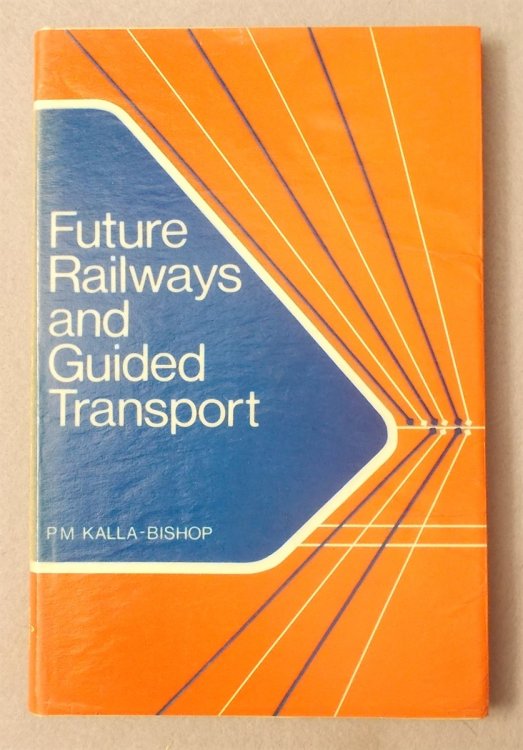 Future
Railways
and
Guided
Transport
P M KALLA-BISHOP